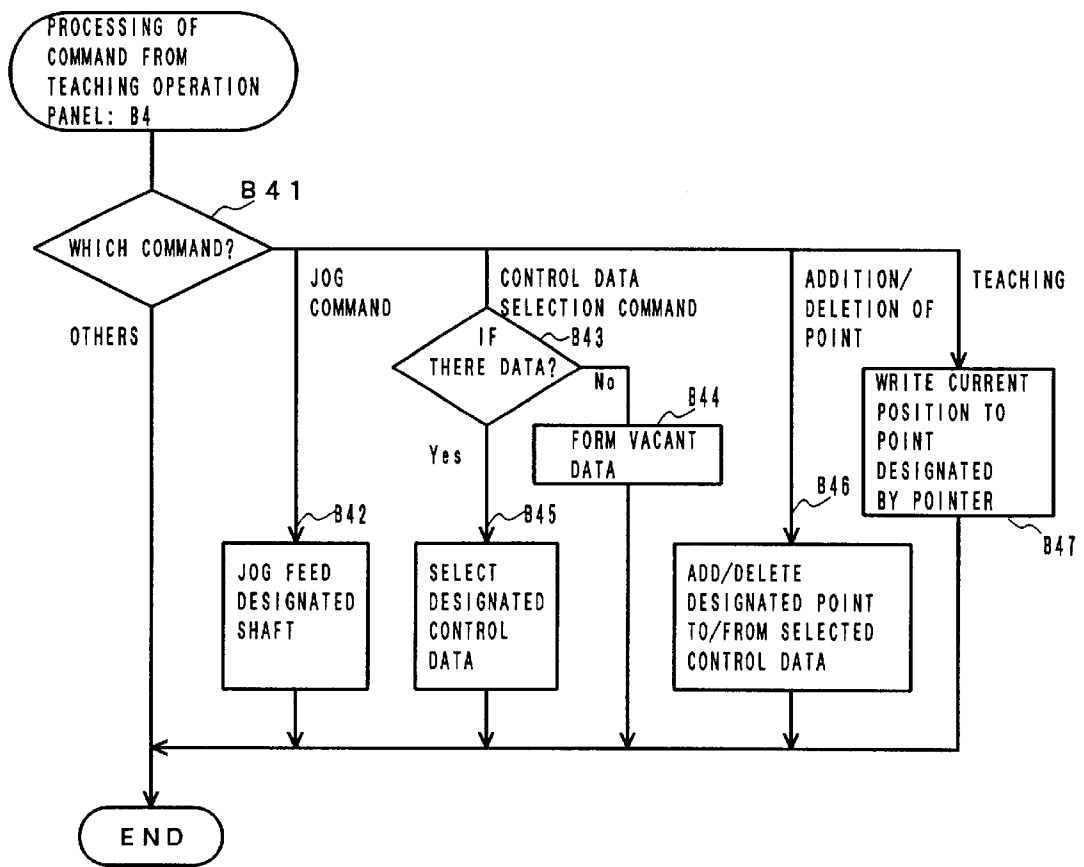 PROCESSING OF
COMMAND FROM
TEACHING OPERATION
PANEL: B4
B41
WHICH COMMAND?
OTHERS
JOG
COMMAND
CONTROL DATA
SELECTION COMMAND
ADDITION/
DELETION OF
POINT
TEACHING
IF
THERE DATA?
B43
No
Yes
B44
FORM VACANT
DATA
WRITE CURRENT
POSITION TO
POINT
DESIGNATED
BY POINTER
B47
B42
JOG FEED
DESIGNATED
SHAFT
B45
SELECT
DESIGNATED
CONTROL
DATA
B46
ADD/DELETE
DESIGNATED POINT
TO/FROM SELECTED
CONTROL DATA
END